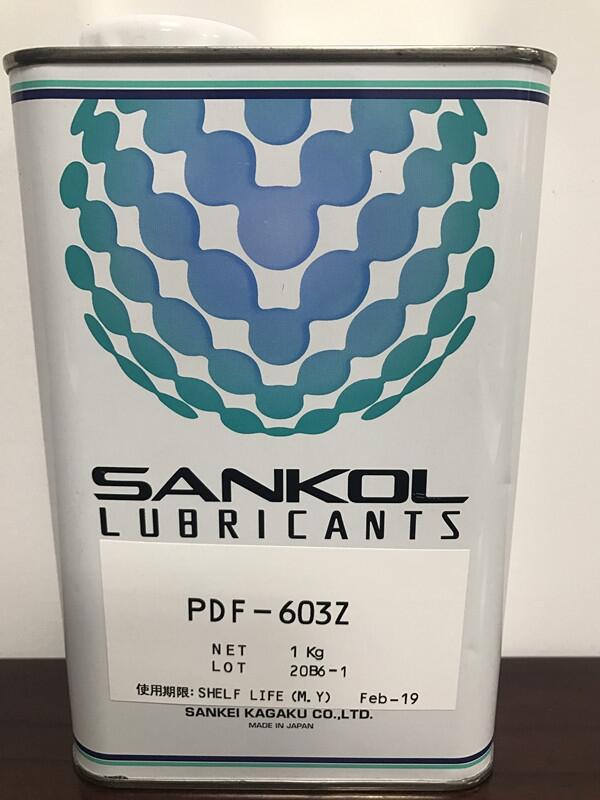 SANKOL
LUBRICANTS
PDF-603Z
NET 1 Kg
LOT 20B6-1
使用期限: SHELF LIFE (M.Y) Feb-19
SANKEI KAGAKU CO.,LTD.
MADE IN JAPAN